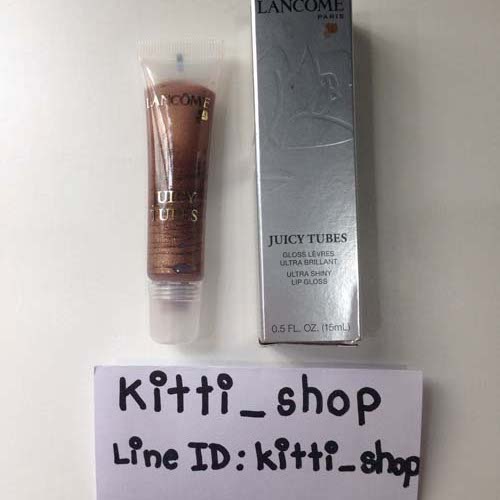 LANCÔME
JUICY
TUBES
LANCÔME
PARIS
JUICY TUBES
GLOSS LÈVRES
ULTRA BRILLANT
ULTRA SHINY
LIP GLOSS
0.5 FL. OZ. (15mL)
Kitti_shop
Line ID: kitti_shop